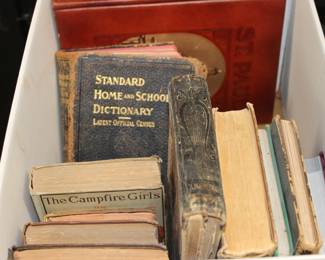 ST. PAUL
STANDARD
HOME AND SCHOOL
DICTIONARY
LATEST OFFICIAL CENSUS
The Campfire Girls